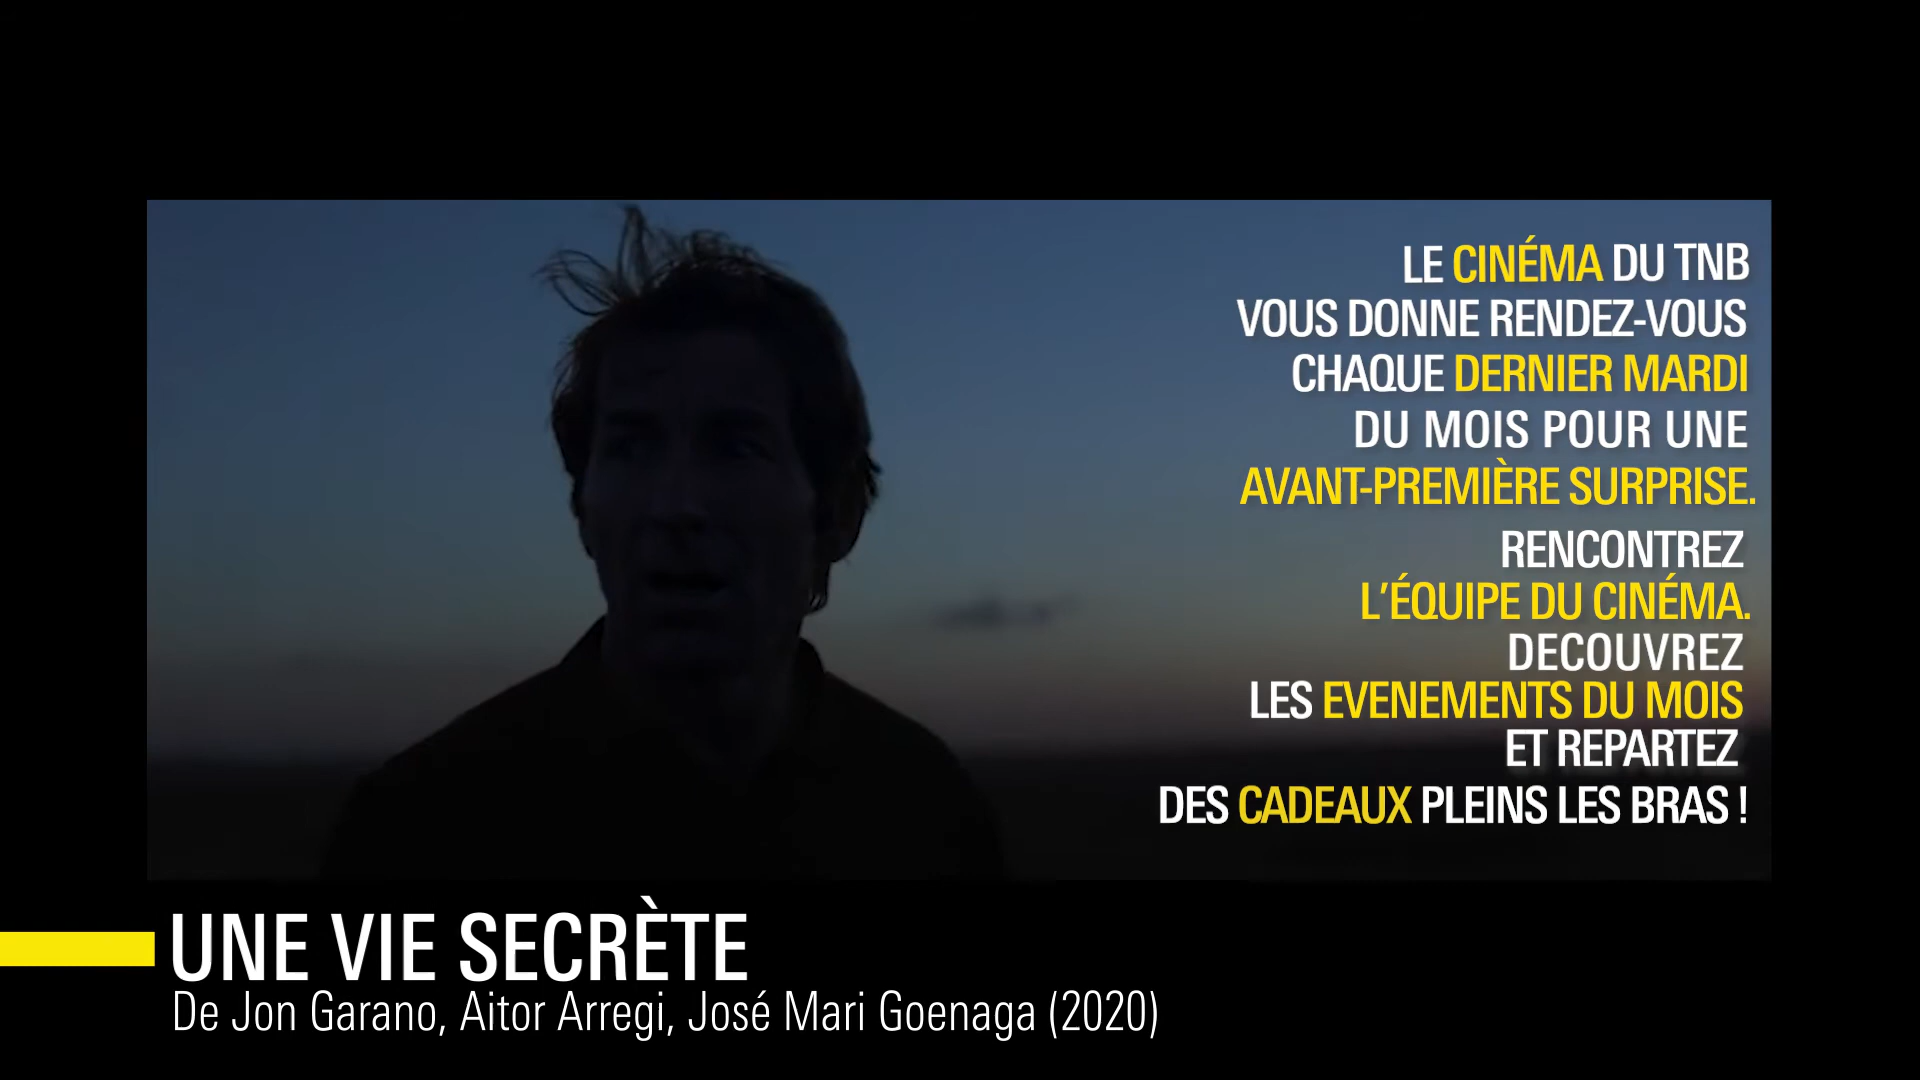 LE CINÉMA DU TNB
VOUS DONNE RENDEZ-VOUS
CHAQUE DERNIER MARDI
DU MOIS POUR UNE
AVANT-PREMIÈRE SURPRISE.
RENCONTREZ
L'ÉQUIPE DU CINÉMA.
DECOUVREZ
LES EVENEMENTS DU MOIS
ET REPARTEZ
DES CADEAUX PLEINS LES BRAS !
UNE VIE SECRÈTE
De Jon Garano, Aitor Arregi, José Mari Goenaga (2020)